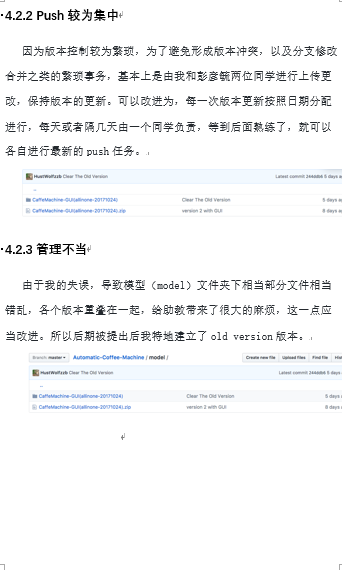 4.2.2 Push 较为集中
因为版本控制较为繁琐，为了避免形成版本冲突，以及分支修改
合并之类的繁琐事务，基本上是由我和彭彦毓两位同学进行上传更
改，保持版本的更新。可以改进为，每一次版本更新按照日期分配
进行，每天或者隔几天由一个同学负责，等到后面熟练了，就可以
各自进行最新的 push 任务。
HustWolfzzb Clear The Old Version Latest commit 244ddb6 5 days ag
..
CaffeMachine-GUI(allinone-20171024) Clear The Old Version 5 days a
CaffeMachine-GUI(allinone-20171024).zip version 2 with GUI 6 days a
4.2.3 管理不当
由于我的失误，导致模型（model）文件夹下相当部分文件相当
错乱，各个版本重叠在一起，给助教带来了很大的麻烦，这一点应
当改进。所以后期被提出后我特地建立了 old version 版本。
Branch: master Automatic-Coffee-Machine / model / Create new file Upload files Find file His
HustWolfzzb Clear The Old Version Latest commit 244ddb6 5 days a
..
CaffeMachine-GUI(allinone-20171024) Clear The Old Version 5 days
CaffeMachine-GUI(allinone-20171024).zip version 2 with GUI 6 days